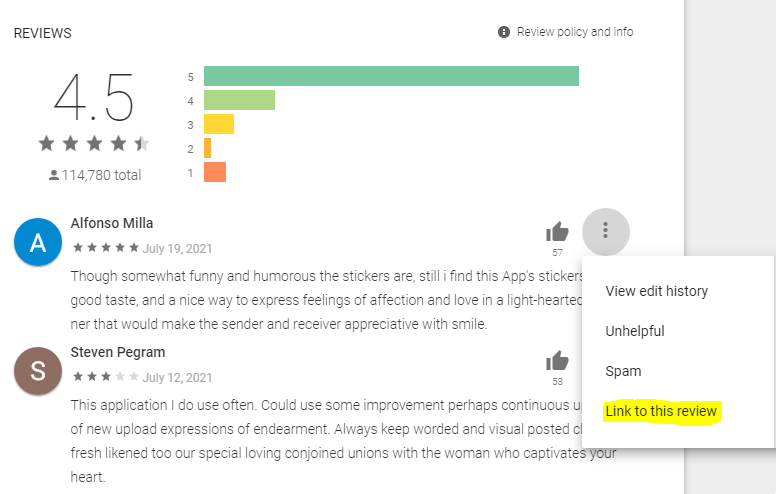 REVIEWS
Review policy and info
4.5
5
4
3
2
1
114,780 total
A
Alfonso Milla
July 19, 2021
57
Though somewhat funny and humorous the stickers are, still i find this App's stickers
good taste, and a nice way to express feelings of affection and love in a light-hearted
ner that would make the sender and receiver appreciative with smile.
View edit history
Unhelpful
Spam
Link to this review
S
Steven Pegram
July 12, 2021
53
This application I do use often. Could use some improvement perhaps continuous
of new upload expressions of endearment. Always keep worded and visual posted
fresh likened too our special loving conjoined unions with the woman who captivates your
heart.